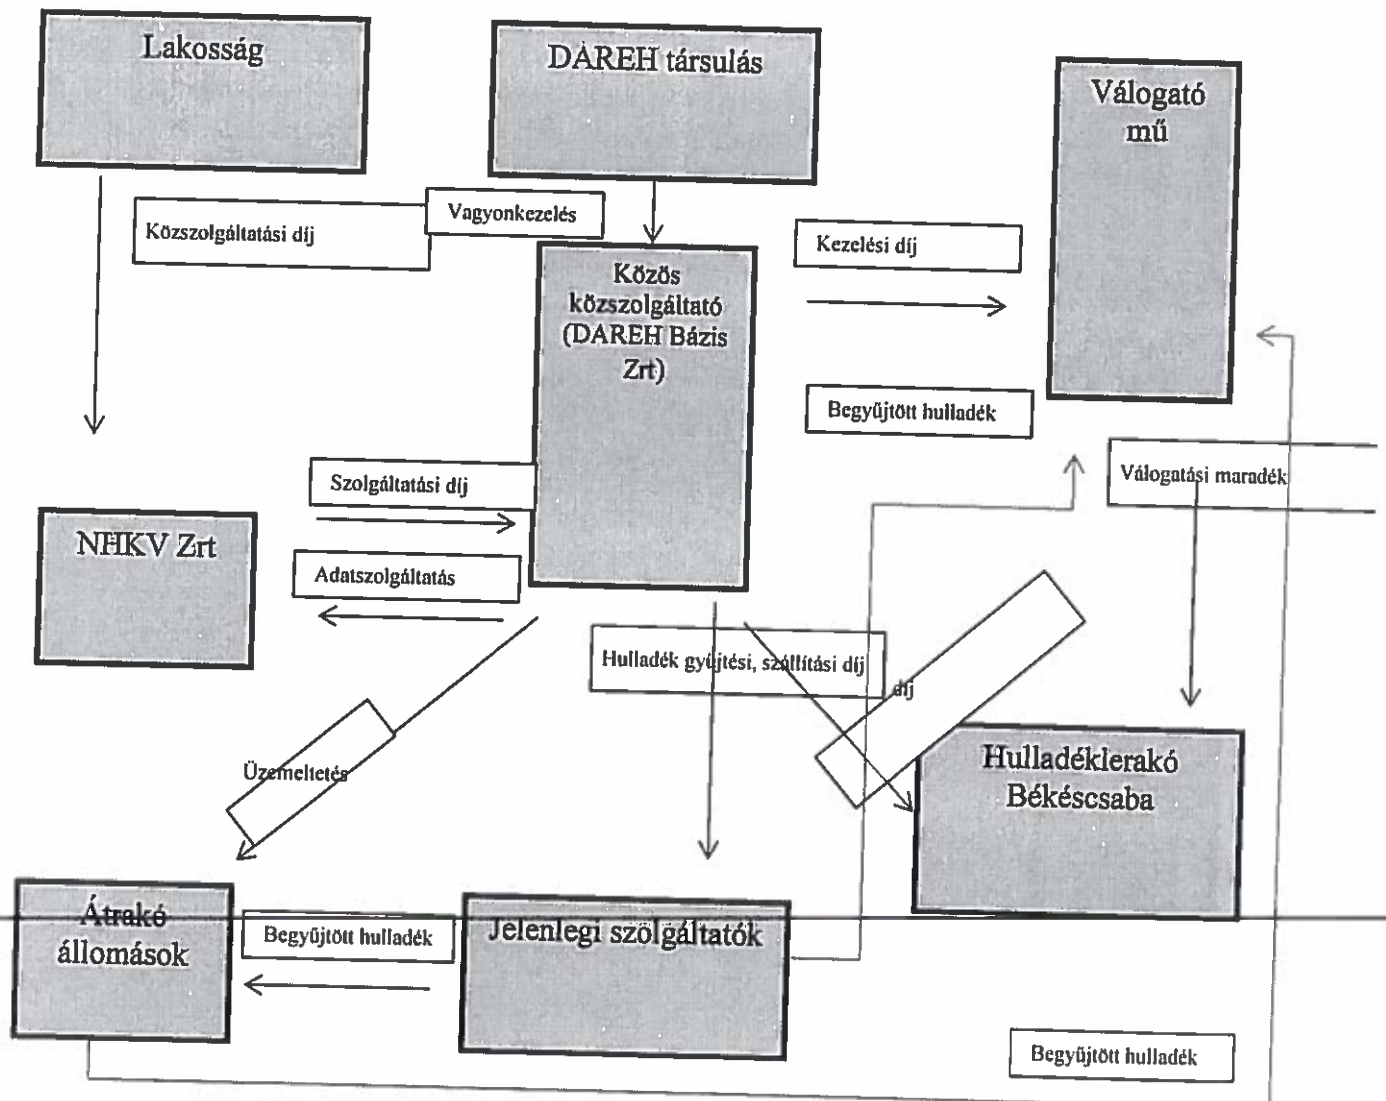 Lakosság
DAREH társulás
Válogató
mű
Közszolgáltatási díj
Vagyonkezelés
Kezelési díj
Közös
közszolgáltató
(DAREH Bázis
Zrt)
Begyűjtött hulladék
Szolgáltatási díj
Válogatási maradék
NHKV Zrt
Adatszolgáltatás
Hulladék gyűjtési, szállítási díj
díj
Üzemeltetés
Hulladéklerakó
Békéscsaba
Átrakó
állomások
Begyűjtött hulladék
Jelenlegi szolgáltatók
Begyűjtött hulladék